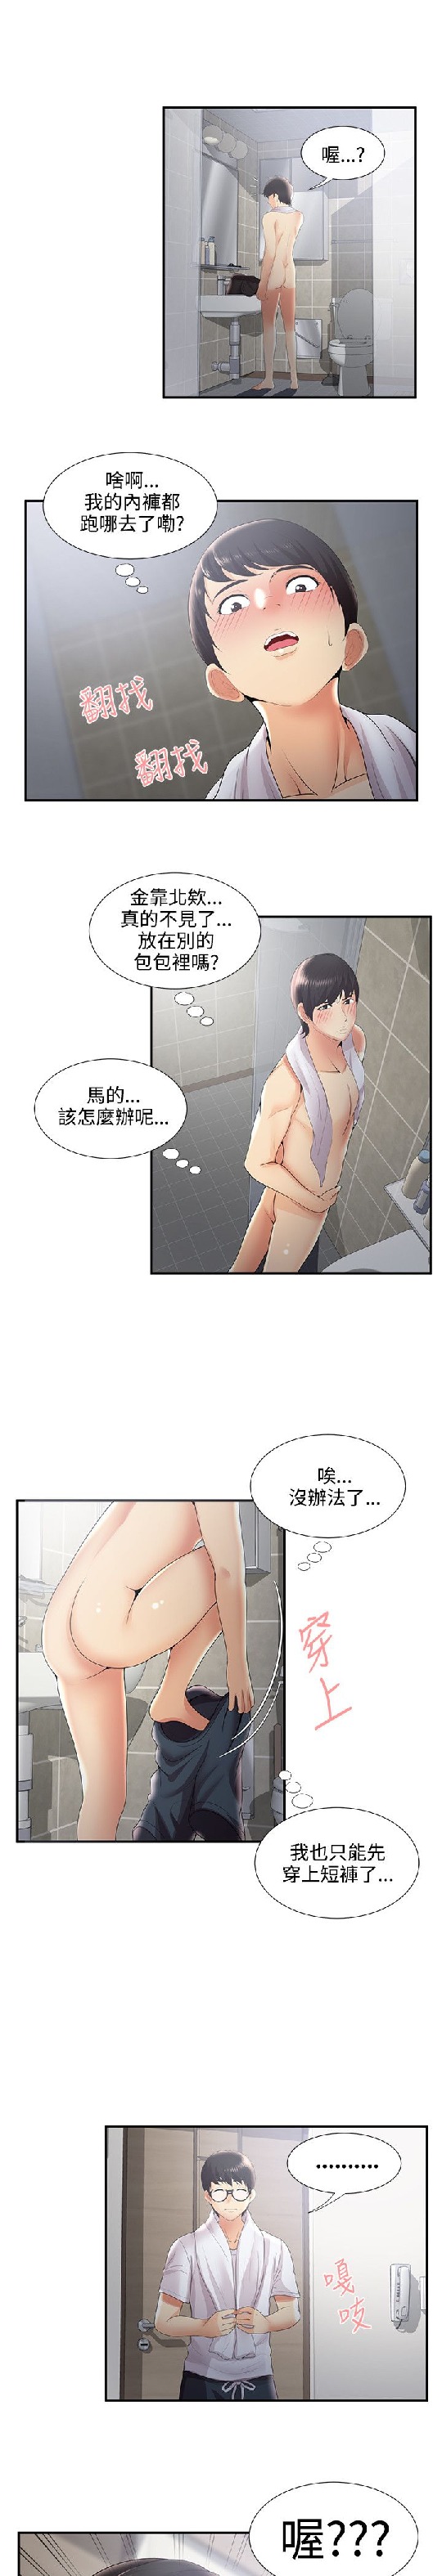 喔...?
啥啊...
我的內褲都
跑哪去了嘞?
翻找
翻找
金靠北欸...
真的不見了...
放在別的
包包裡嗎?
馬的...
該怎麼辦呢...
唉...
沒辦法了...
穿上
我也只能先
穿上短褲了...
..........
嘎吱
喔???